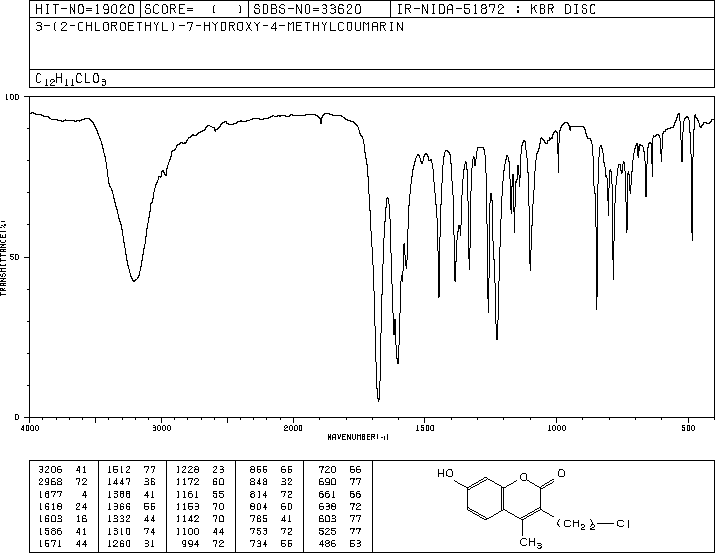 HIT-NO=19020 SCORE= ( ) SDBS-NO=33620 IR-NIDA-51872 : KBR DISC
3-(2-CHLOROETHYL)-7-HYDROXY-4-METHYLCOUMARIN
C12H11CLO3
100
50
0
TRANSMITTANCE(%)
4000 3000 2000 1500 1000 500
WAVENUMBER(-1)
3206 41 1512 77 1228 23 866 66 720 66
2968 72 1447 36 1172 60 848 32 690 77
1677 4 1388 41 1161 55 814 72 661 66
1618 24 1366 66 1153 70 804 60 638 72
1603 16 1332 44 1142 70 785 41 603 77
1586 41 1310 74 1100 44 753 72 525 77
1571 44 1260 31 994 72 734 55 486 53
HO O O
(CH2)2—Cl
CH3